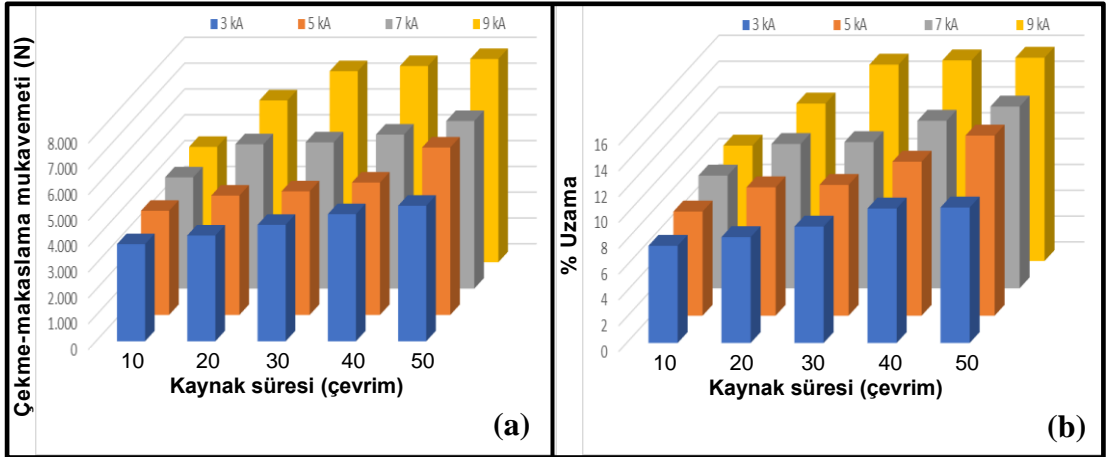 3 kA 5 kA 7 kA 9 kA
Çekme-makaslama mukavemeti (N)
8.000
7.000
6.000
5.000
4.000
3.000
2.000
1.000
0
10 20 30 40 50
Kaynak süresi (çevrim)
(a)
3 kA 5 kA 7 kA 9 kA
% Uzama
16
14
12
10
8
6
4
2
0
10 20 30 40 50
Kaynak süresi (çevrim)
(b)